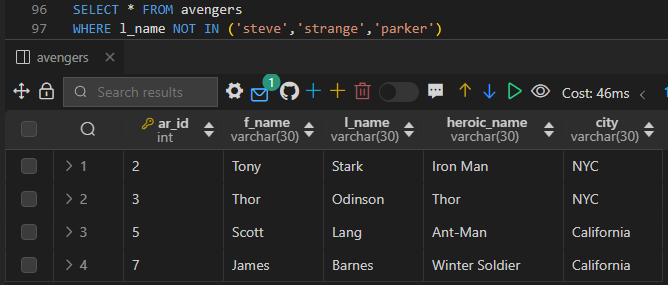 96 SELECT * FROM avengers
97 WHERE l_name NOT IN ('steve','strange','parker')
avengers
Search results 1 Cost: 46ms
ar_id f_name l_name heroic_name city
int varchar(30) varchar(30) varchar(30) varchar(30)
1 2 Tony Stark Iron Man NYC
2 3 Thor Odinson Thor NYC
3 5 Scott Lang Ant-Man California
4 7 James Barnes Winter Soldier California